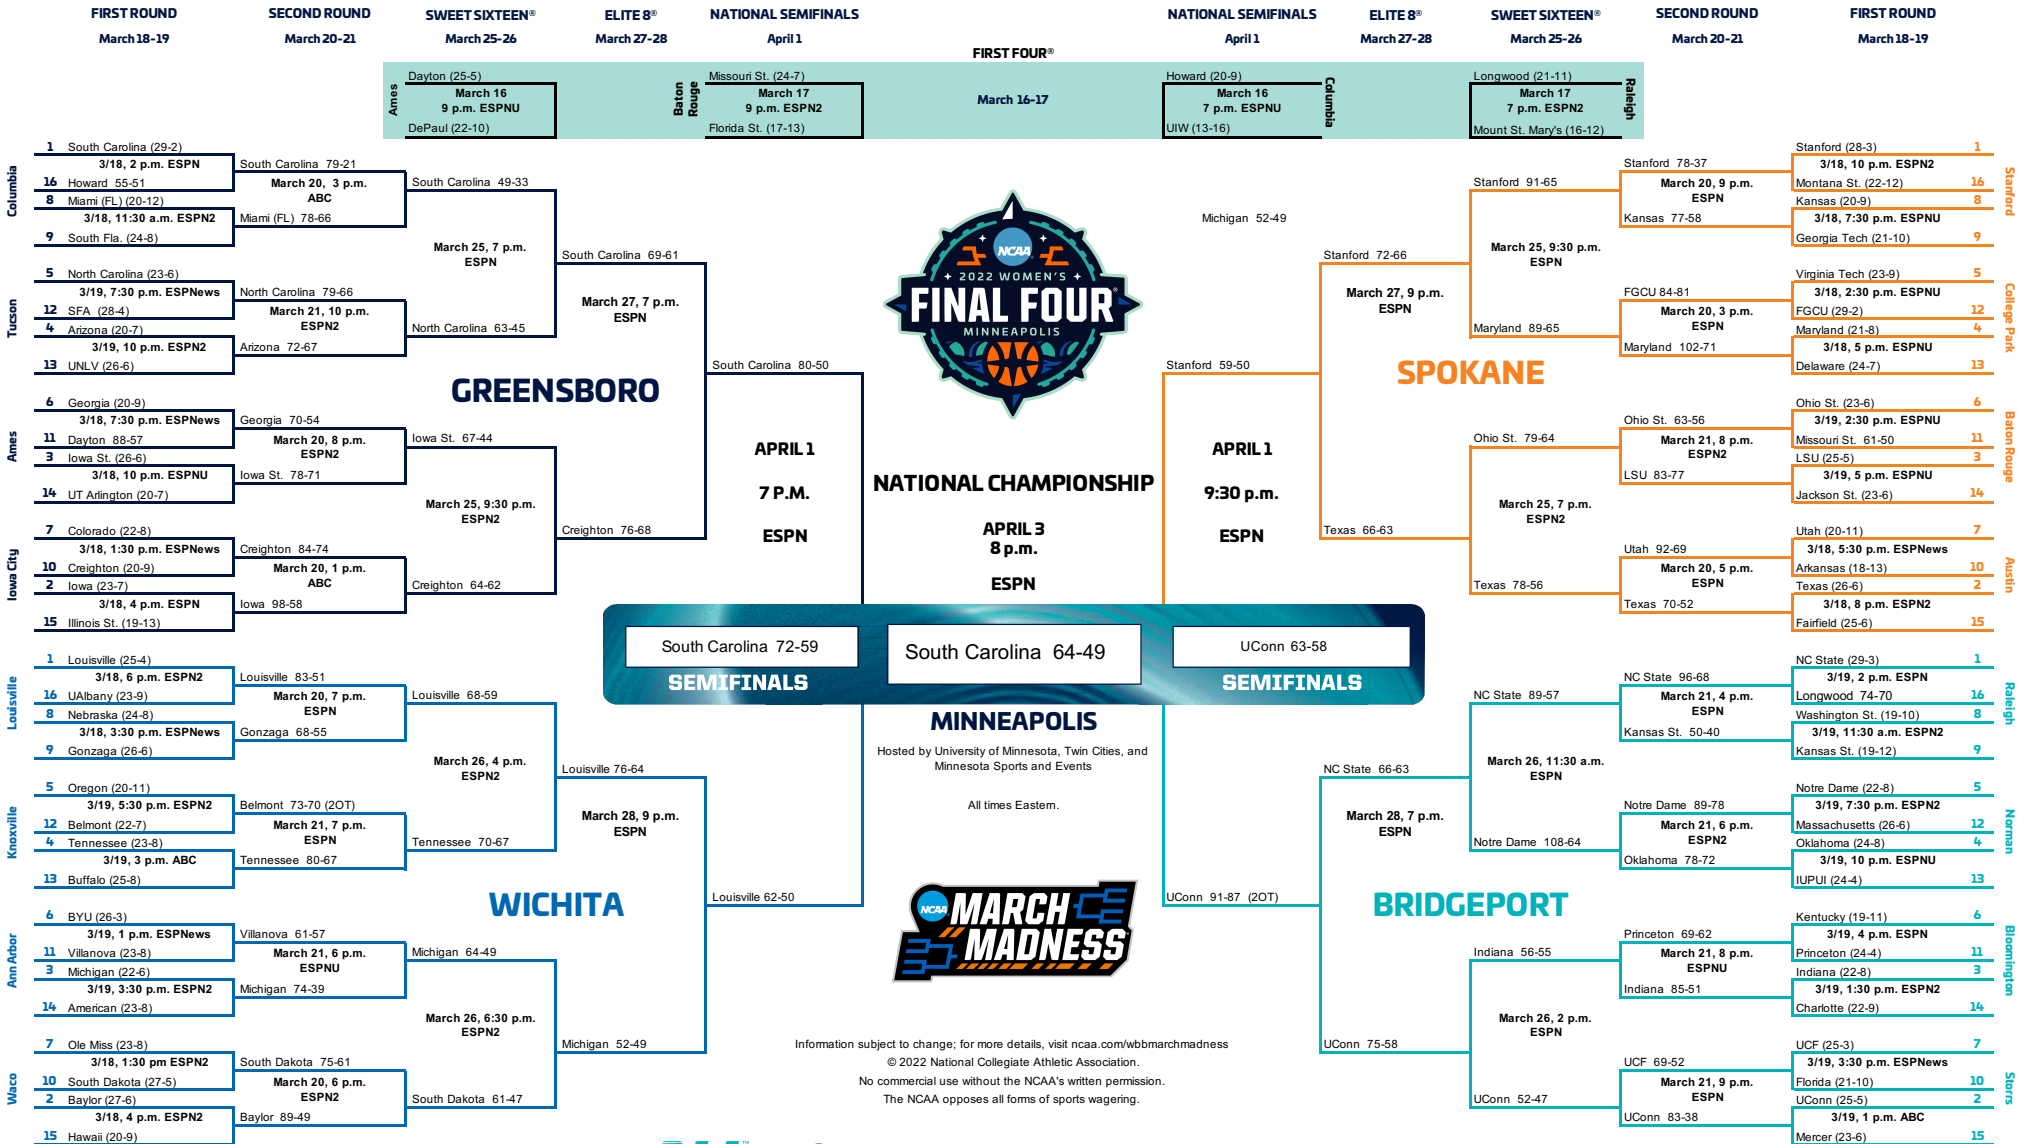 FIRST ROUND
March 18-19
SECOND ROUND
March 20-21
SWEET SIXTEEN®
March 25-26
ELITE 8®
March 27-28
NATIONAL SEMIFINALS
April 1
NATIONAL SEMIFINALS
April 1
ELITE 8®
March 27-28
SWEET SIXTEEN®
March 25-26
SECOND ROUND
March 20-21
FIRST ROUND
March 18-19
FIRST FOUR®
March 16-17
Ames
Dayton (25-5)
March 16
9 p.m. ESPNU
DePaul (22-10)
Baton Rouge
Missouri St. (24-7)
March 17
9 p.m. ESPN2
Florida St. (17-13)
Howard (20-9)
March 16
7 p.m. ESPNU
UIW (13-16)
Columbia
Longwood (21-11)
March 17
7 p.m. ESPN2
Mount St. Mary's (16-12)
Raleigh
Columbia
1 South Carolina (29-2)
3/18, 2 p.m. ESPN
16 Howard 55-51
8 Miami (FL) (20-12)
3/18, 11:30 a.m. ESPN2
9 South Fla. (24-8)
Tucson
5 North Carolina (23-6)
3/19, 7:30 p.m. ESPNews
12 SFA (28-4)
4 Arizona (20-7)
3/19, 10 p.m. ESPN2
13 UNLV (26-6)
Ames
6 Georgia (20-9)
3/18, 7:30 p.m. ESPNews
11 Dayton 88-57
3 Iowa St. (26-6)
3/18, 10 p.m. ESPNU
14 UT Arlington (20-7)
Iowa City
7 Colorado (22-8)
3/18, 1:30 p.m. ESPNews
10 Creighton (20-9)
2 Iowa (23-7)
3/18, 4 p.m. ESPN
15 Illinois St. (19-13)
South Carolina 79-21
March 20, 3 p.m.
ABC
Miami (FL) 78-66
North Carolina 79-66
March 21, 10 p.m.
ESPN2
Arizona 72-67
Georgia 70-54
March 20, 8 p.m.
ESPN2
Iowa St. 78-71
Creighton 84-74
March 20, 1 p.m.
ABC
Iowa 98-58
South Carolina 49-33
March 25, 7 p.m.
ESPN
North Carolina 63-45
Iowa St. 67-44
March 25, 9:30 p.m.
ESPN2
Creighton 64-62
South Carolina 69-61
March 27, 7 p.m.
ESPN
Creighton 76-68
GREENSBORO
South Carolina 80-50
Louisville
1 Louisville (25-4)
3/18, 6 p.m. ESPN2
16 UAlbany (23-9)
8 Nebraska (24-8)
3/18, 3:30 p.m. ESPNews
9 Gonzaga (26-6)
Knoxville
5 Oregon (20-11)
3/19, 5:30 p.m. ESPN2
12 Belmont (22-7)
4 Tennessee (23-8)
3/19, 3 p.m. ABC
13 Buffalo (25-8)
Ann Arbor
6 BYU (26-3)
3/19, 1 p.m. ESPNews
11 Villanova (23-8)
3 Michigan (22-6)
3/19, 3:30 p.m. ESPN2
14 American (23-8)
Waco
7 Ole Miss (23-8)
3/18, 1:30 pm ESPN2
10 South Dakota (27-5)
2 Baylor (27-6)
3/18, 4 p.m. ESPN2
15 Hawaii (20-9)
Louisville 83-51
March 20, 7 p.m.
ESPN
Gonzaga 68-55
Belmont 73-70 (2OT)
March 21, 7 p.m.
ESPN
Tennessee 80-67
Villanova 61-57
March 21, 6 p.m.
ESPNU
Michigan 74-39
South Dakota 75-61
March 20, 6 p.m.
ESPN2
Baylor 89-49
Louisville 68-59
March 26, 4 p.m.
ESPN2
Tennessee 70-67
Michigan 64-49
March 26, 6:30 p.m.
ESPN2
South Dakota 61-47
Louisville 76-64
March 28, 9 p.m.
ESPN
Michigan 52-49
WICHITA
Louisville 62-50
APRIL 1
7 P.M.
ESPN
NCAA
2022 WOMEN'S
FINAL FOUR®
MINNEAPOLIS
NATIONAL CHAMPIONSHIP
APRIL 3
8 p.m.
ESPN
South Carolina 72-59
SEMIFINALS
South Carolina 64-49
UConn 63-58
SEMIFINALS
MINNEAPOLIS
Hosted by University of Minnesota, Twin Cities, and
Minnesota Sports and Events
All times Eastern.
NCAA
MARCH
MADNESS
Information subject to change; for more details, visit ncaa.com/wbbmarchmadness
© 2022 National Collegiate Athletic Association.
No commercial use without the NCAA's written permission.
The NCAA opposes all forms of sports wagering.
Michigan 52-49
APRIL 1
9:30 p.m.
ESPN
Stanford 59-50
SPOKANE
Stanford 72-66
March 27, 9 p.m.
ESPN
Texas 66-63
Stanford 91-65
March 25, 9:30 p.m.
ESPN
Maryland 89-65
Ohio St. 79-64
March 25, 7 p.m.
ESPN2
Texas 78-56
Stanford 78-37
March 20, 9 p.m.
ESPN
Kansas 77-58
FGCU 84-81
March 20, 3 p.m.
ESPN
Maryland 102-71
Ohio St. 63-56
March 21, 8 p.m.
ESPN2
LSU 83-77
Utah 92-69
March 20, 5 p.m.
ESPN
Texas 70-52
Stanford (28-3) 1
3/18, 10 p.m. ESPN2
Montana St. (22-12) 16
Kansas (20-9) 8
3/18, 7:30 p.m. ESPNU
Georgia Tech (21-10) 9
Stanford
Virginia Tech (23-9) 5
3/18, 2:30 p.m. ESPNU
FGCU (29-2) 12
Maryland (21-8) 4
3/18, 5 p.m. ESPNU
Delaware (24-7) 13
College Park
Ohio St. (23-6) 6
3/19, 2:30 p.m. ESPNU
Missouri St. 61-50 11
LSU (25-5) 3
3/19, 5 p.m. ESPNU
Jackson St. (23-6) 14
Baton Rouge
Utah (20-11) 7
3/18, 5:30 p.m. ESPNews
Arkansas (18-13) 10
Texas (26-6) 2
3/18, 8 p.m. ESPN2
Fairfield (25-6) 15
Austin
UConn 91-87 (2OT)
BRIDGEPORT
NC State 66-63
March 28, 7 p.m.
ESPN
UConn 75-58
NC State 89-57
March 26, 11:30 a.m.
ESPN
Notre Dame 108-64
Indiana 56-55
March 26, 2 p.m.
ESPN
UConn 52-47
NC State 96-68
March 21, 4 p.m.
ESPN
Kansas St. 50-40
Notre Dame 89-78
March 21, 6 p.m.
ESPN2
Oklahoma 78-72
Princeton 69-62
March 21, 8 p.m.
ESPNU
Indiana 85-51
UCF 69-52
March 21, 9 p.m.
ESPN
UConn 83-38
NC State (29-3) 1
3/19, 2 p.m. ESPN
Longwood 74-70 16
Washington St. (19-10) 8
3/19, 11:30 a.m. ESPN2
Kansas St. (19-12) 9
Raleigh
Notre Dame (22-8) 5
3/19, 7:30 p.m. ESPN2
Massachusetts (26-6) 12
Oklahoma (24-8) 4
3/19, 10 p.m. ESPNU
IUPUI (24-4) 13
Norman
Kentucky (19-11) 6
3/19, 4 p.m. ESPN
Princeton (24-4) 11
Indiana (22-8) 3
3/19, 1:30 p.m. ESPN2
Charlotte (22-9) 14
Bloomington
UCF (25-3) 7
3/19, 3:30 p.m. ESPNews
Florida (21-10) 10
UConn (25-5) 2
3/19, 1 p.m. ABC
Mercer (23-6) 15
Storrs